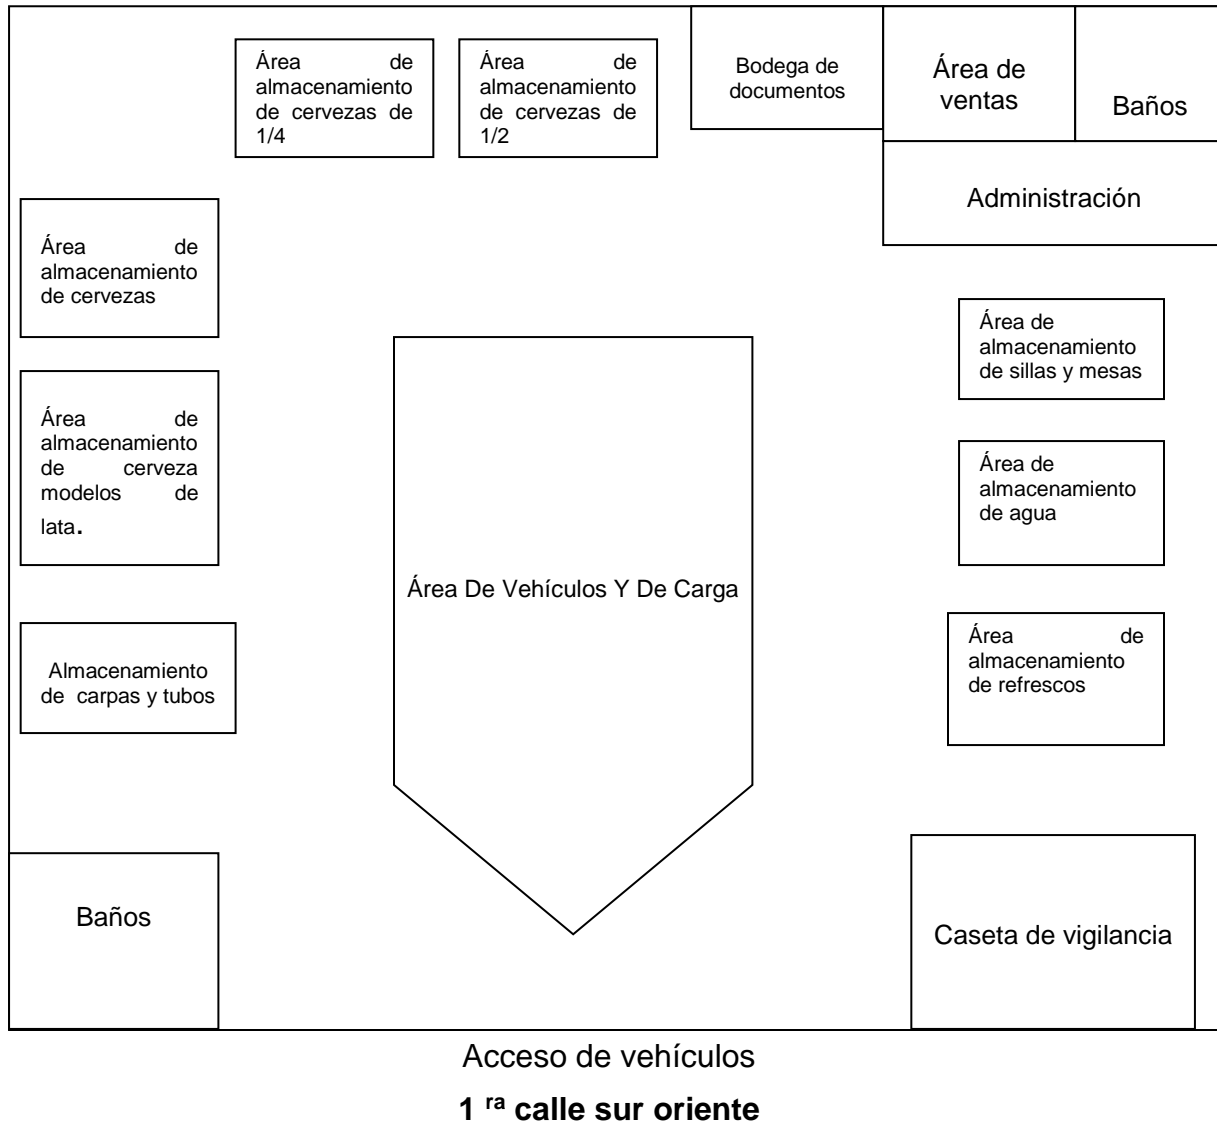 Área de
almacenamiento
de cervezas de
1/4
Área de
almacenamiento
de cervezas de
1/2
Bodega de
documentos
Área de
ventas
Baños
Administración
Área de
almacenamiento
de cervezas
Área de
almacenamiento
de sillas y mesas
Área de
almacenamiento
de cerveza
modelos de
lata.
Área de
almacenamiento
de agua
Área De Vehículos Y De Carga
Almacenamiento
de carpas y tubos
Área de
almacenamiento
de refrescos
Baños
Caseta de vigilancia
Acceso de vehículos
1 ra calle sur oriente